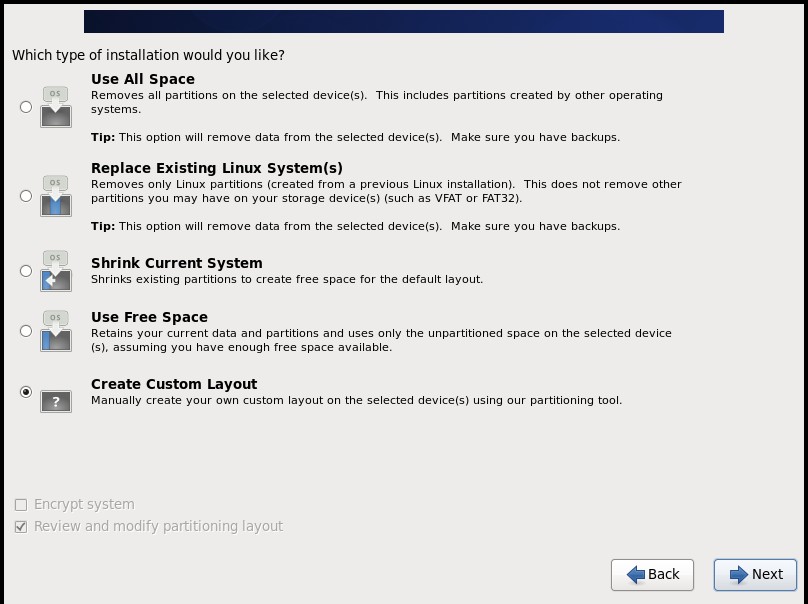 Which type of installation would you like?
OS
Use All Space
Removes all partitions on the selected device(s).  This includes partitions created by other operating
systems.
Tip: This option will remove data from the selected device(s).  Make sure you have backups.
OS
Replace Existing Linux System(s)
Removes only Linux partitions (created from a previous Linux installation).  This does not remove other
partitions you may have on your storage device(s) (such as VFAT or FAT32).
Tip: This option will remove data from the selected device(s).  Make sure you have backups.
OS
Shrink Current System
Shrinks existing partitions to create free space for the default layout.
OS
Use Free Space
Retains your current data and partitions and uses only the unpartitioned space on the selected device
(s), assuming you have enough free space available.
?
Create Custom Layout
Manually create your own custom layout on the selected device(s) using our partitioning tool.
Encrypt system
Review and modify partitioning layout
Back
Next